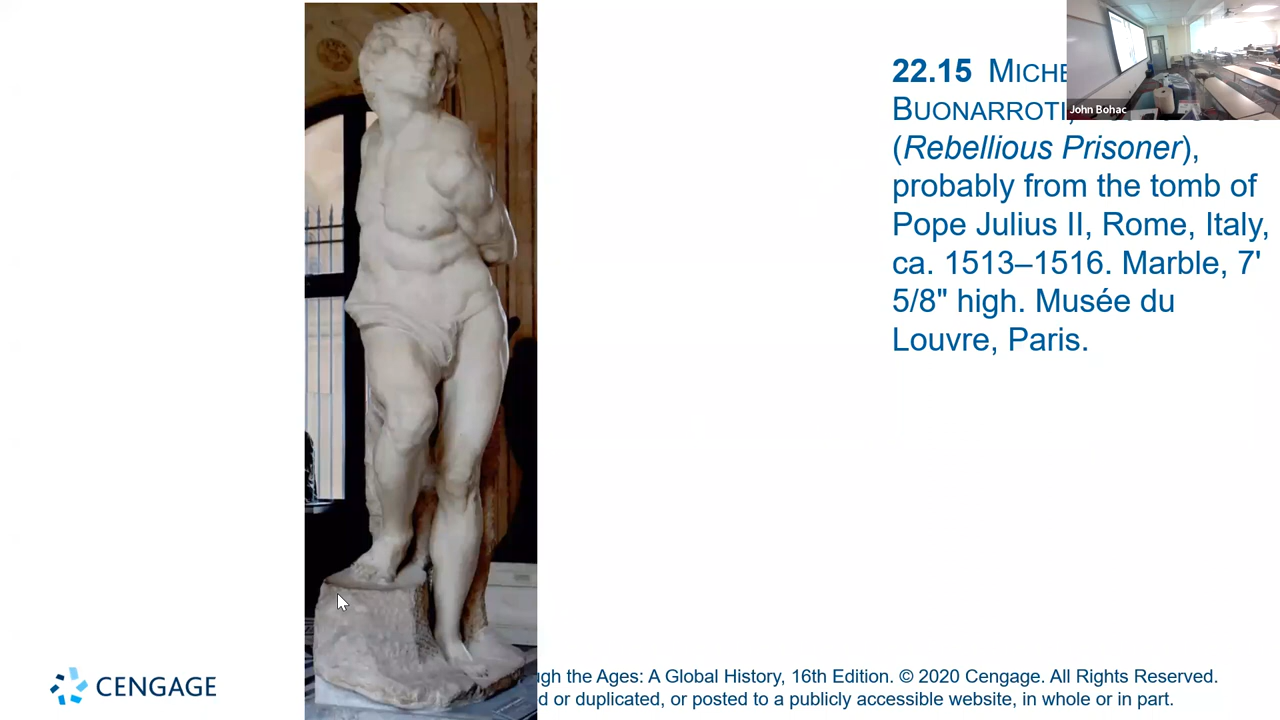 22.15 MICHE
BUONARROTI,
(Rebellious Prisoner),
probably from the tomb of
Pope Julius II, Rome, Italy,
ca. 1513–1516. Marble, 7'
5/8" high. Musée du
Louvre, Paris.
John Bohac
CENGAGE
ugh the Ages: A Global History, 16th Edition. © 2020 Cengage. All Rights Reserved.
d or duplicated, or posted to a publicly accessible website, in whole or in part.